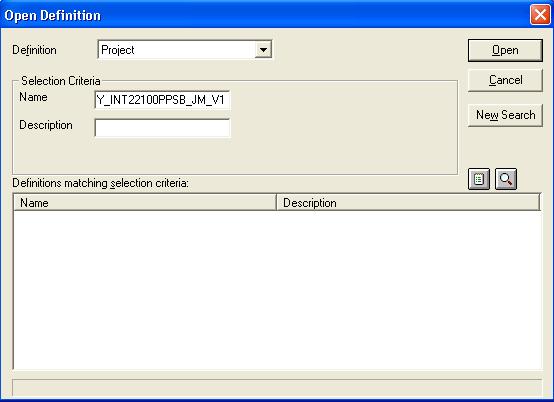 Open Definition
Definition
Project
Open
Selection Criteria
Cancel
Name
Y_INT22100PPSB_JM_V1
New Search
Description
Definitions matching selection criteria:
Name
Description